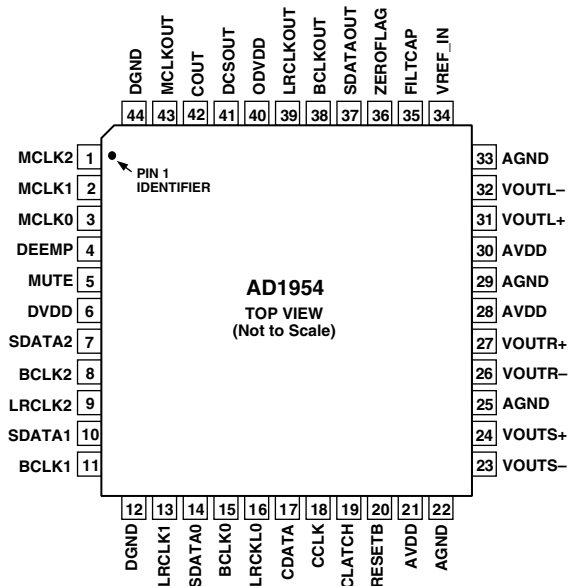 DGND
MCLKOUT
COUT
DCSOUT
ODVDD
LRCLKOUT
BCLKOUT
SDATAOUT
ZEROFLAG
FILTCAP
VREF_IN
44 43 42 41 40 39 38 37 36 35 34
MCLK2 1
MCLK1 2
MCLK0 3
DEEMP 4
MUTE 5
DVDD 6
SDATA2 7
BCLK2 8
LRCLK2 9
SDATA1 10
BCLK1 11
PIN 1
IDENTIFIER
AD1954
TOP VIEW
(Not to Scale)
33 AGND
32 VOUTL–
31 VOUTL+
30 AVDD
29 AGND
28 AVDD
27 VOUTR+
26 VOUTR–
25 AGND
24 VOUTS+
23 VOUTS–
12 13 14 15 16 17 18 19 20 21 22
DGND
LRCLK1
SDATA0
BCLK0
LRCKL0
CDATA
CCLK
CLATCH
RESETB
AVDD
AGND